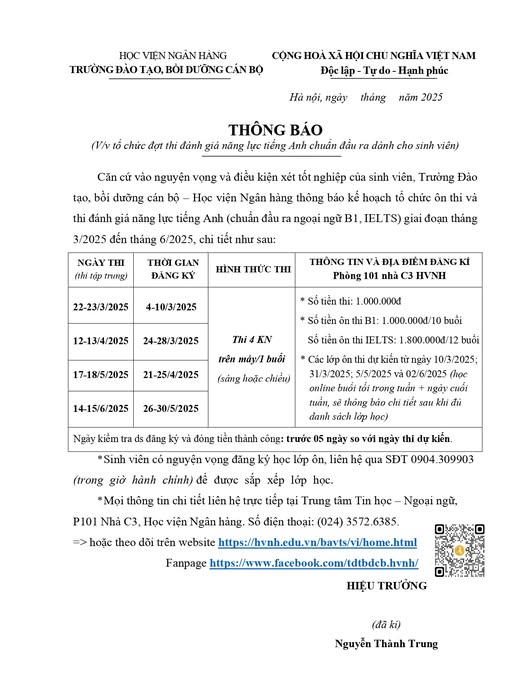 HỌC VIỆN NGÂN HÀNG
TRƯỜNG ĐÀO TẠO, BỒI DƯỠNG CÁN BỘ
CỘNG HOÀ XÃ HỘI CHỦ NGHĨA VIỆT NAM
Độc lập - Tự do - Hạnh phúc
Hà nội, ngày tháng năm 2025
THÔNG BÁO
(V/v tổ chức đợt thi đánh giá năng lực tiếng Anh chuẩn đầu ra dành cho sinh viên)
Căn cứ vào nguyện vọng và điều kiện xét tốt nghiệp của sinh viên, Trường Đào
tạo, bồi dưỡng cán bộ – Học viện Ngân hàng thông báo kế hoạch tổ chức ôn thi và
thi đánh giá năng lực tiếng Anh (chuẩn đầu ra ngoại ngữ B1, IELTS) giai đoạn tháng
3/2025 đến tháng 6/2025, chi tiết như sau:
NGÀY THI
(thi tập trung)
THỜI GIAN
ĐĂNG KÝ
HÌNH THỨC THI
THÔNG TIN VÀ ĐỊA ĐIỂM ĐĂNG KÍ
Phòng 101 nhà C3 HVNH
22-23/3/2025
4-10/3/2025
12-13/4/2025
24-28/3/2025
17-18/5/2025
21-25/4/2025
14-15/6/2025
26-30/5/2025
Thi 4 KN
trên máy/1 buổi
(sáng hoặc chiều)
* Số tiền thi: 1.000.000đ
* Số tiền ôn thi B1: 1.000.000đ/10 buổi
Số tiền ôn thi IELTS: 1.800.000đ/12 buổi
* Các lớp ôn thi dự kiến từ ngày 10/3/2025;
31/3/2025; 5/5/2025 và 02/6/2025 (học
online buổi tối trong tuần + ngày cuối
tuần, sẽ thông báo chi tiết sau khi đủ
danh sách lớp học)
Ngày kiểm tra ds đăng ký và đóng tiền thành công: trước 05 ngày so với ngày thi dự kiến.
*Sinh viên có nguyện vọng đăng ký học lớp ôn, liên hệ qua SĐT 0904.309903
(trong giờ hành chính) để được sắp xếp lớp học.
*Mọi thông tin chi tiết liên hệ trực tiếp tại Trung tâm Tin học – Ngoại ngữ,
P101 Nhà C3, Học viện Ngân hàng. Số điện thoại: (024) 3572.6385.
=> hoặc theo dõi trên website https://hvnh.edu.vn/bavts/vi/home.html
Fanpage https://www.facebook.com/tdtbdcb.hvnh/
HIỆU TRƯỞNG
(đã kí)
Nguyễn Thành Trung